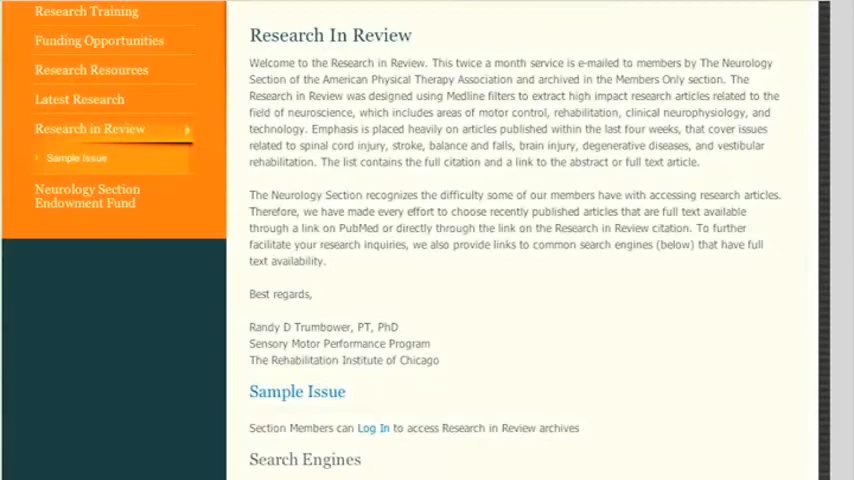 Research Training
Funding Opportunities
Research Resources
Latest Research
Research in Review
Sample Issue
Neurology Section
Endowment Fund
Research In Review
Welcome to the Research in Review. This twice a month service is e-mailed to members by The Neurology
Section of the American Physical Therapy Association and archived in the Members Only section. The
Research in Review was designed using Medline filters to extract high impact research articles related to the
field of neuroscience, which includes areas of motor control, rehabilitation, clinical neurophysiology, and
technology. Emphasis is placed heavily on articles published within the last four weeks, that cover issues
related to spinal cord injury, stroke, balance and falls, brain injury, degenerative diseases, and vestibular
rehabilitation. The list contains the full citation and a link to the abstract or full text article.
The Neurology Section recognizes the difficulty some of our members have with accessing research articles.
Therefore, we have made every effort to choose recently published articles that are full text available
through a link on PubMed or directly through the link on the Research in Review citation. To further
facilitate your research inquiries, we also provide links to common search engines (below) that have full
text availability.
Best regards,
Randy D Trumbower, PT, PhD
Sensory Motor Performance Program
The Rehabilitation Institute of Chicago
Sample Issue
Section Members can Log In to access Research in Review archives
Search Engines